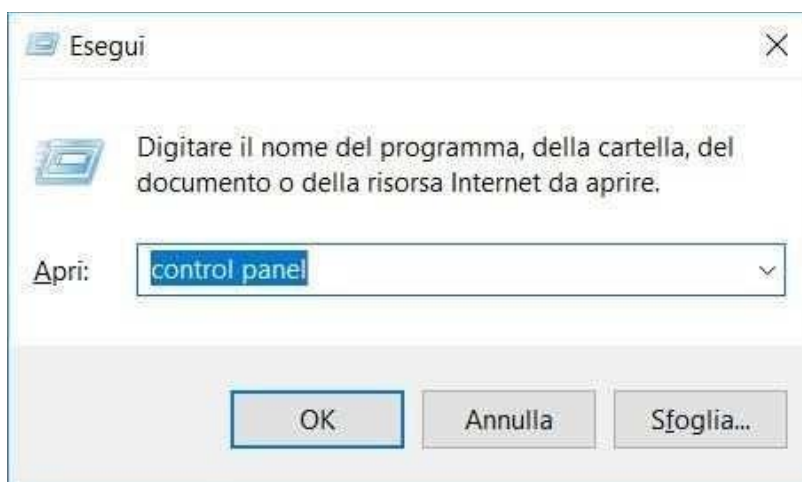 Esegui
Digitare il nome del programma, della cartella, del
documento o della risorsa Internet da aprire.
Apri: control panel
OK Annulla Sfoglia...